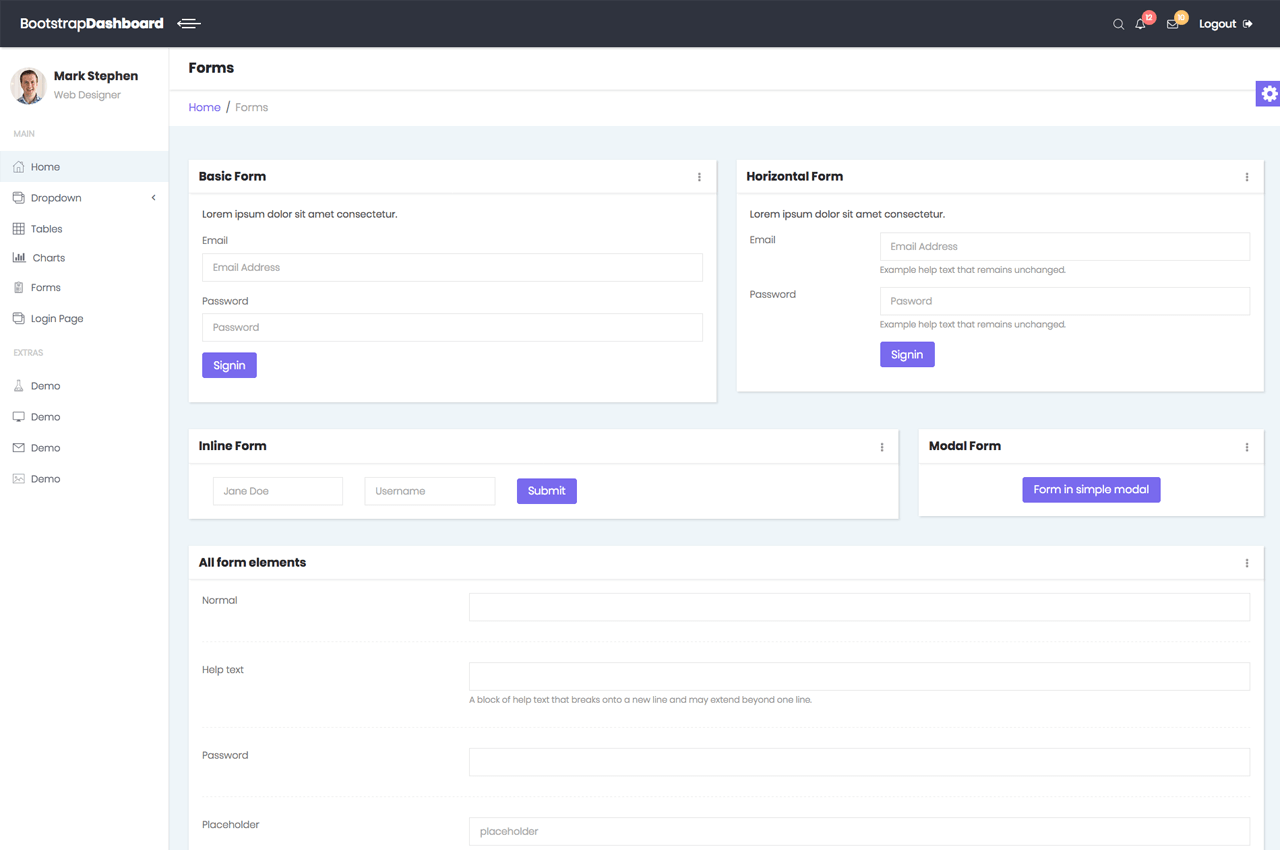 BootstrapDashboard
12
10
Logout
Mark Stephen
Web Designer
MAIN
Home
Dropdown
Tables
Charts
Forms
Login Page
EXTRAS
Demo
Demo
Demo
Demo
Forms
Home / Forms
Basic Form
Lorem ipsum dolor sit amet consectetur.
Email
Email Address
Password
Password
Signin
Horizontal Form
Lorem ipsum dolor sit amet consectetur.
Email
Email Address
Example help text that remains unchanged.
Password
Pasword
Example help text that remains unchanged.
Signin
Inline Form
Jane Doe
Username
Submit
Modal Form
Form in simple modal
All form elements
Normal
Help text
A block of help text that breaks onto a new line and may extend beyond one line.
Password
Placeholder
placeholder